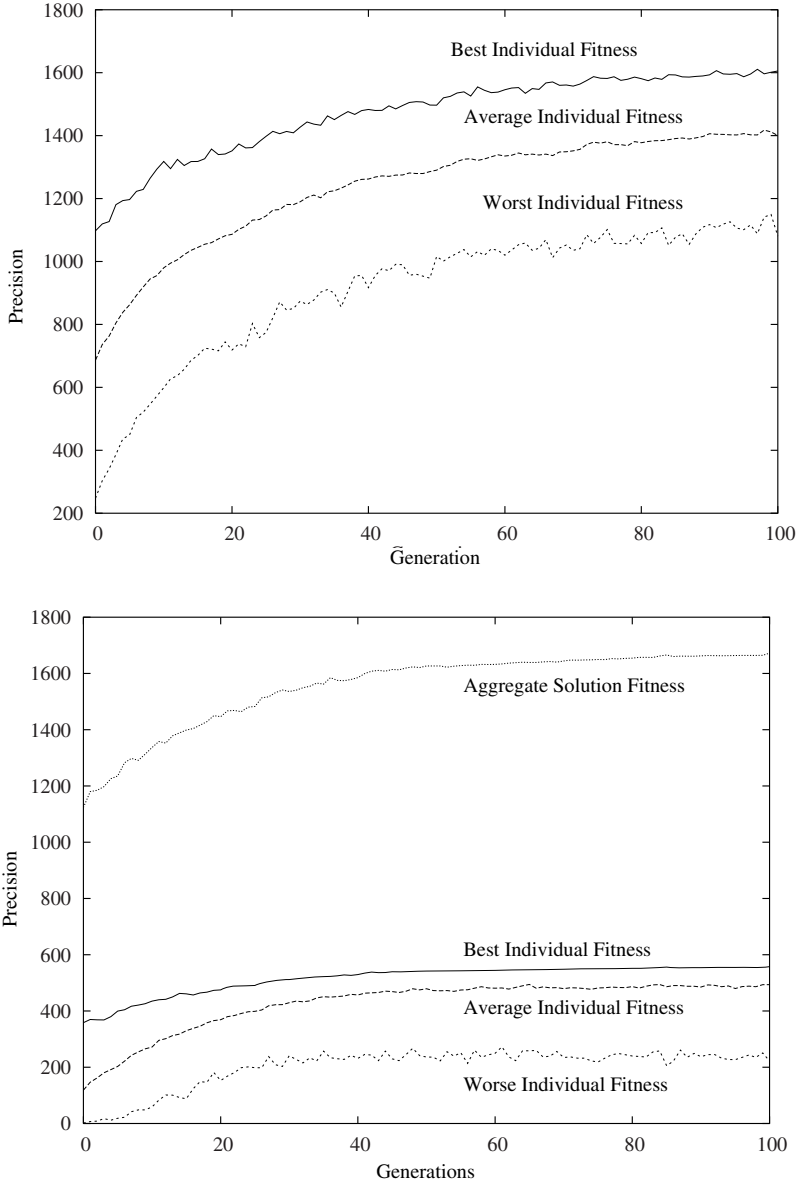 1800
Best Individual Fitness
1600
Average Individual Fitness
1400
Worst Individual Fitness
1200
1000
800
600
400
200
Precision
0 20 40 60 80 100
Generation
1800
1600
Aggregate Solution Fitness
1400
1200
1000
800
Best Individual Fitness
600
400
Average Individual Fitness
200
Worse Individual Fitness
0
Precision
0 20 40 60 80 100
Generations